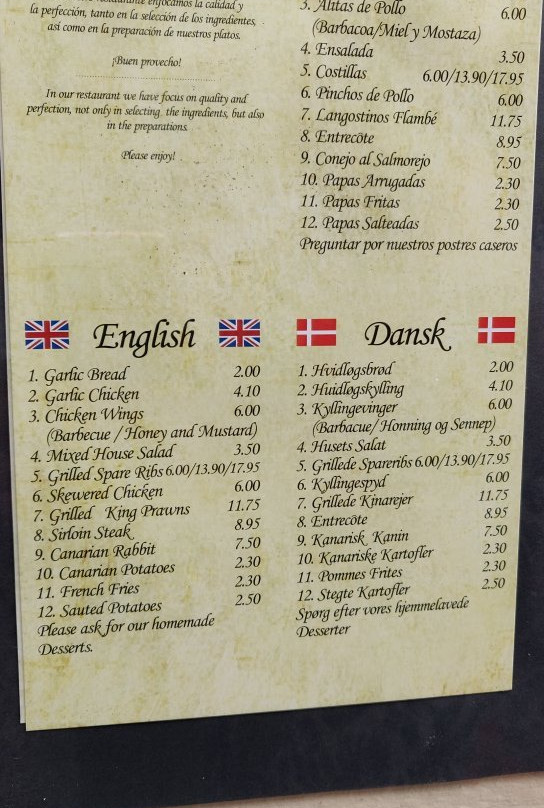 restaurante enfocamos la calidad y
la perfección, tanto en la selección de los ingredientes,
así como en la preparación de nuestros platos.
¡Buen provecho!
In our restaurant we have focus on quality and
perfection, not only in selecting the ingredients, but also
in the preparations.
Please enjoy!
3. Alitas de Pollo 6.00
(Barbacoa/Miel y Mostaza)
4. Ensalada 3.50
5. Costillas 6.00/13.90/17.95
6. Pinchos de Pollo 6.00
7. Langostinos Flambé 11.75
8. Entrecôte 8.95
9. Conejo al Salmorejo 7.50
10. Papas Arrugadas 2.30
11. Papas Fritas 2.30
12. Papas Salteadas 2.50
Preguntar por nuestros postres caseros
English
1. Garlic Bread 2.00
2. Garlic Chicken 4.10
3. Chicken Wings 6.00
(Barbecue / Honey and Mustard)
4. Mixed House Salad 3.50
5. Grilled Spare Ribs 6.00/13.90/17.95
6. Skewered Chicken 6.00
7. Grilled King Prawns 11.75
8. Sirloin Steak 8.95
9. Canarian Rabbit 7.50
10. Canarian Potatoes 2.30
11. French Fries 2.30
12. Sauted Potatoes 2.50
Please ask for our homemade
Desserts.
Dansk
1. Hvidløgsbrød 2.00
2. Huidløgskylling 4.10
3. Kyllingevinger 6.00
(Barbacue/ Honning og Sennep)
4. Husets Salat 3.50
5. Grillede Spareribs 6.00/13.90/17.95
6. Kyllingespyd 6.00
7. Grillede Kinarejer 11.75
8. Entrecôte 8.95
9. Kanarisk Kanin 7.50
10. Kanariske Kartofler 2.30
11. Pommes Frites 2.30
12. Stegte Kartofler 2.50
Spørg efter vores hjemmelavede
Desserter